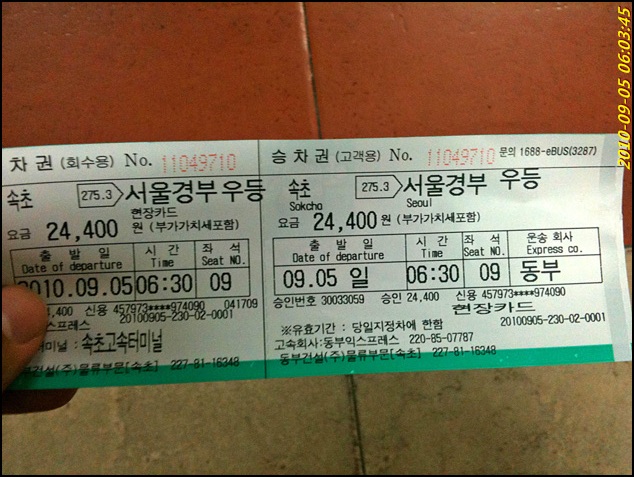 2010-09-05 06:03:45
차권 (회수용) No. 11049710
속초 275.3 서울경부 우등
현장카드
요금 24,400 원 (부가가치세포함)
출 발 일 시 간 좌 석
Date of departure Time Seat NO.
2010.09.05 06:30 09
신용 457973****974090 041709
20100905-230-02-0001
스프레스
터미널 : 속초고속터미널
건설(주)물류부문[속초] 227-81-16348
승 차 권 (고객용) No. 11049710 문의 1688-eBUS(3287)
속초 275.3 서울경부 우등
Sokcho Seoul
요금 24,400 원 (부가가치세포함)
출 발 일 시 간 좌 석 운송 회사
Date of departure Time Seat NO. Express co.
09.05 일 06:30 09 동부
승인번호 30033059 승인 24,400 신용 457973****974090
현장카드
20100905-230-02-0001
※유효기간 : 당일지정차에 한함
고속회사:동부익스프레스 220-85-07787
동부건설(주)물류부문[속초] 227-81-16348